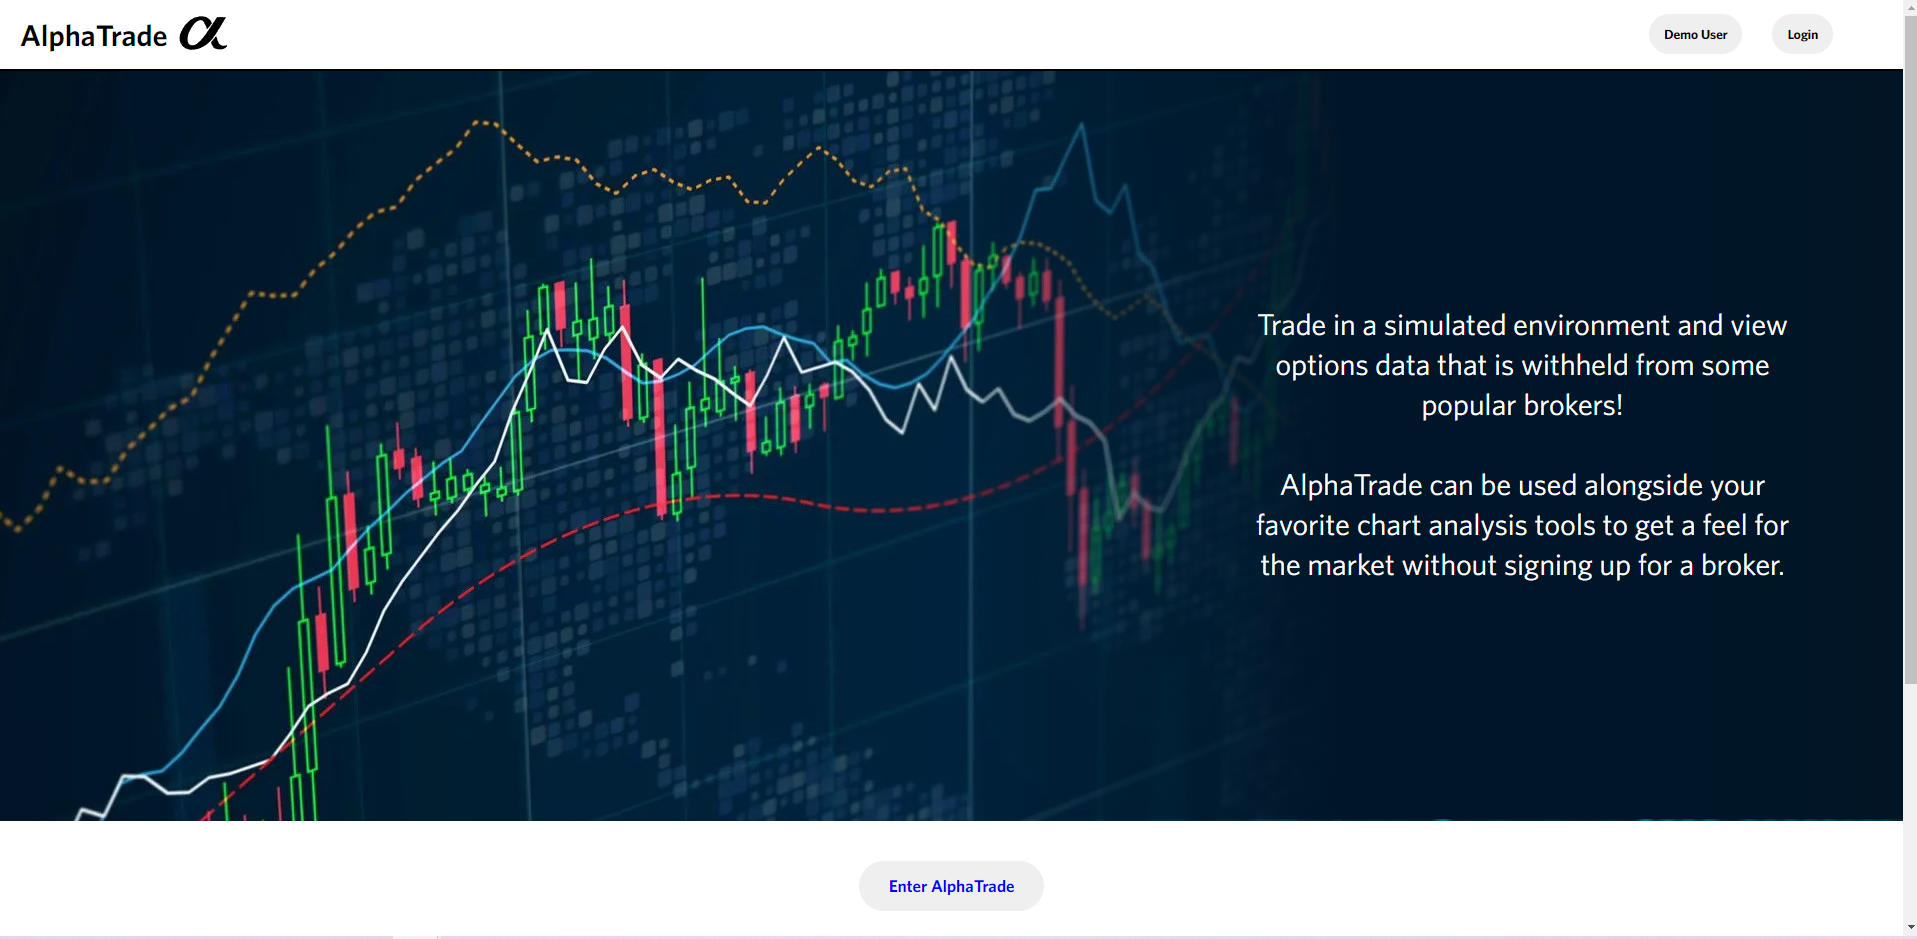 AlphaTrade α
Demo User
Login
Trade in a simulated environment and view
options data that is withheld from some
popular brokers!
AlphaTrade can be used alongside your
favorite chart analysis tools to get a feel for
the market without signing up for a broker.
Enter AlphaTrade